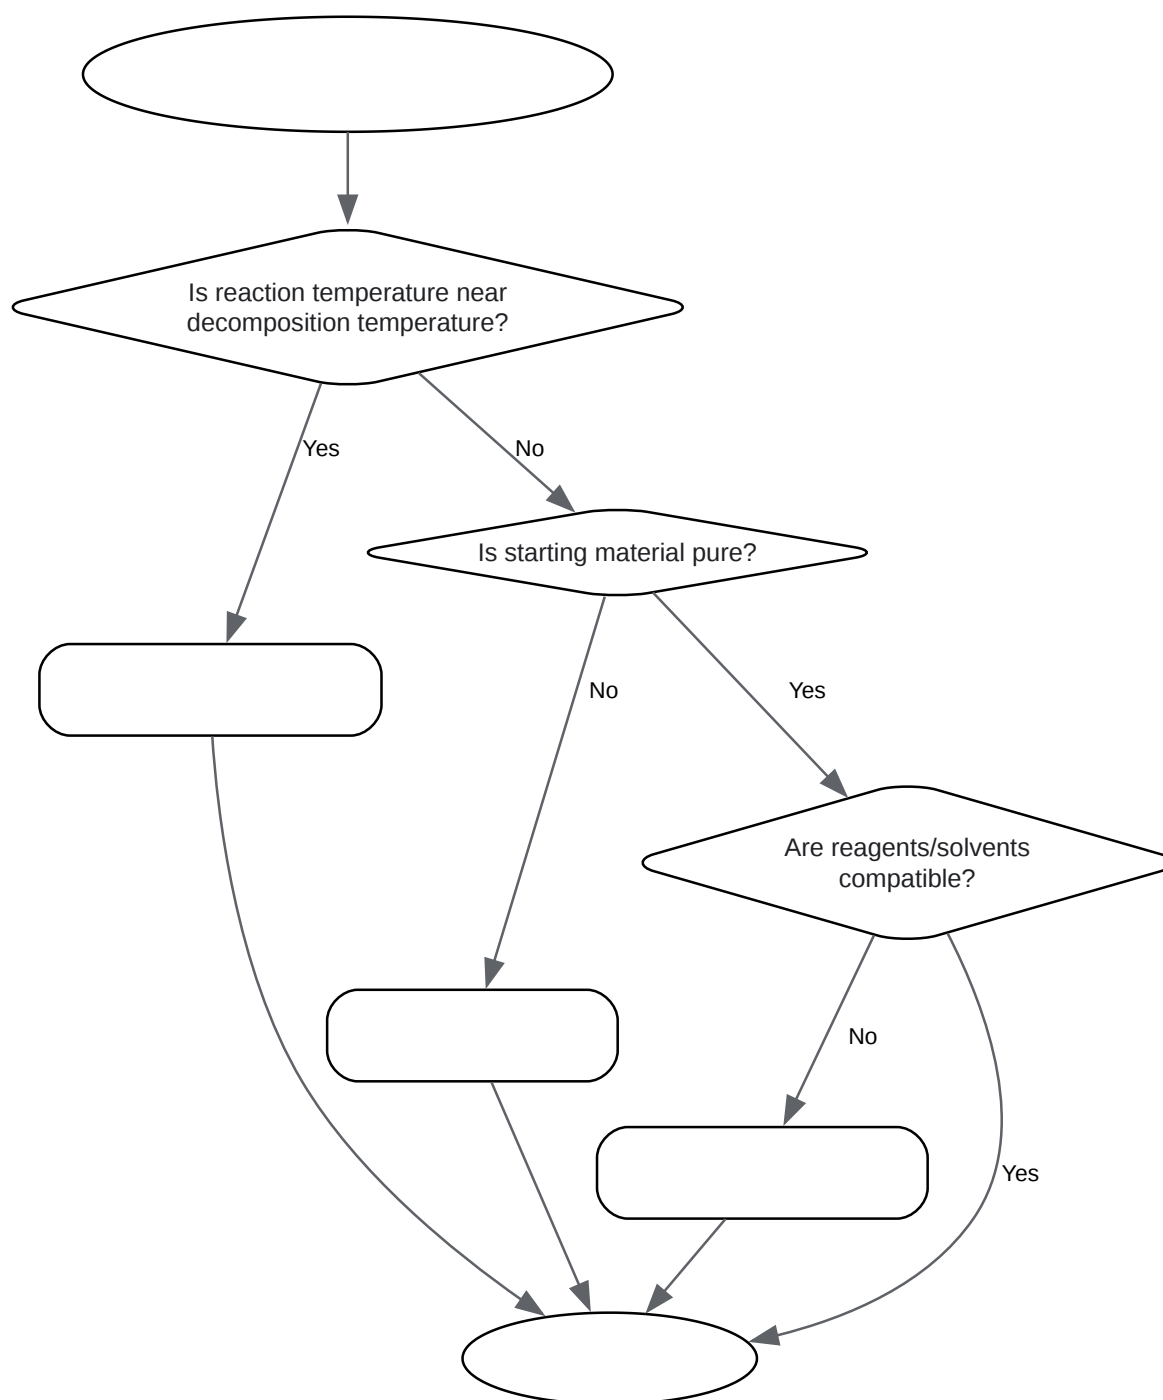 Is reaction temperature near
decomposition temperature?
Yes
No
Is starting material pure?
No
Yes
Are reagents/solvents
compatible?
No
Yes